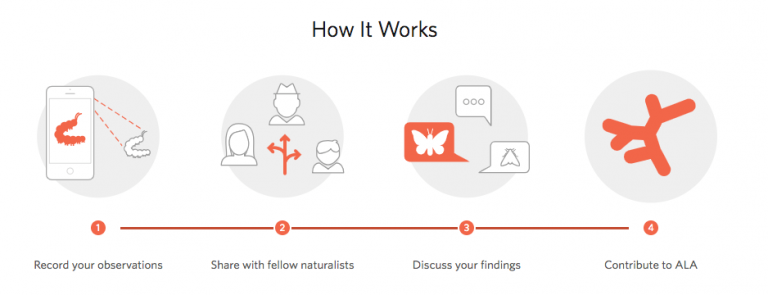 How It Works
1
2
3
4
Record your observations
Share with fellow naturalists
Discuss your findings
Contribute to ALA